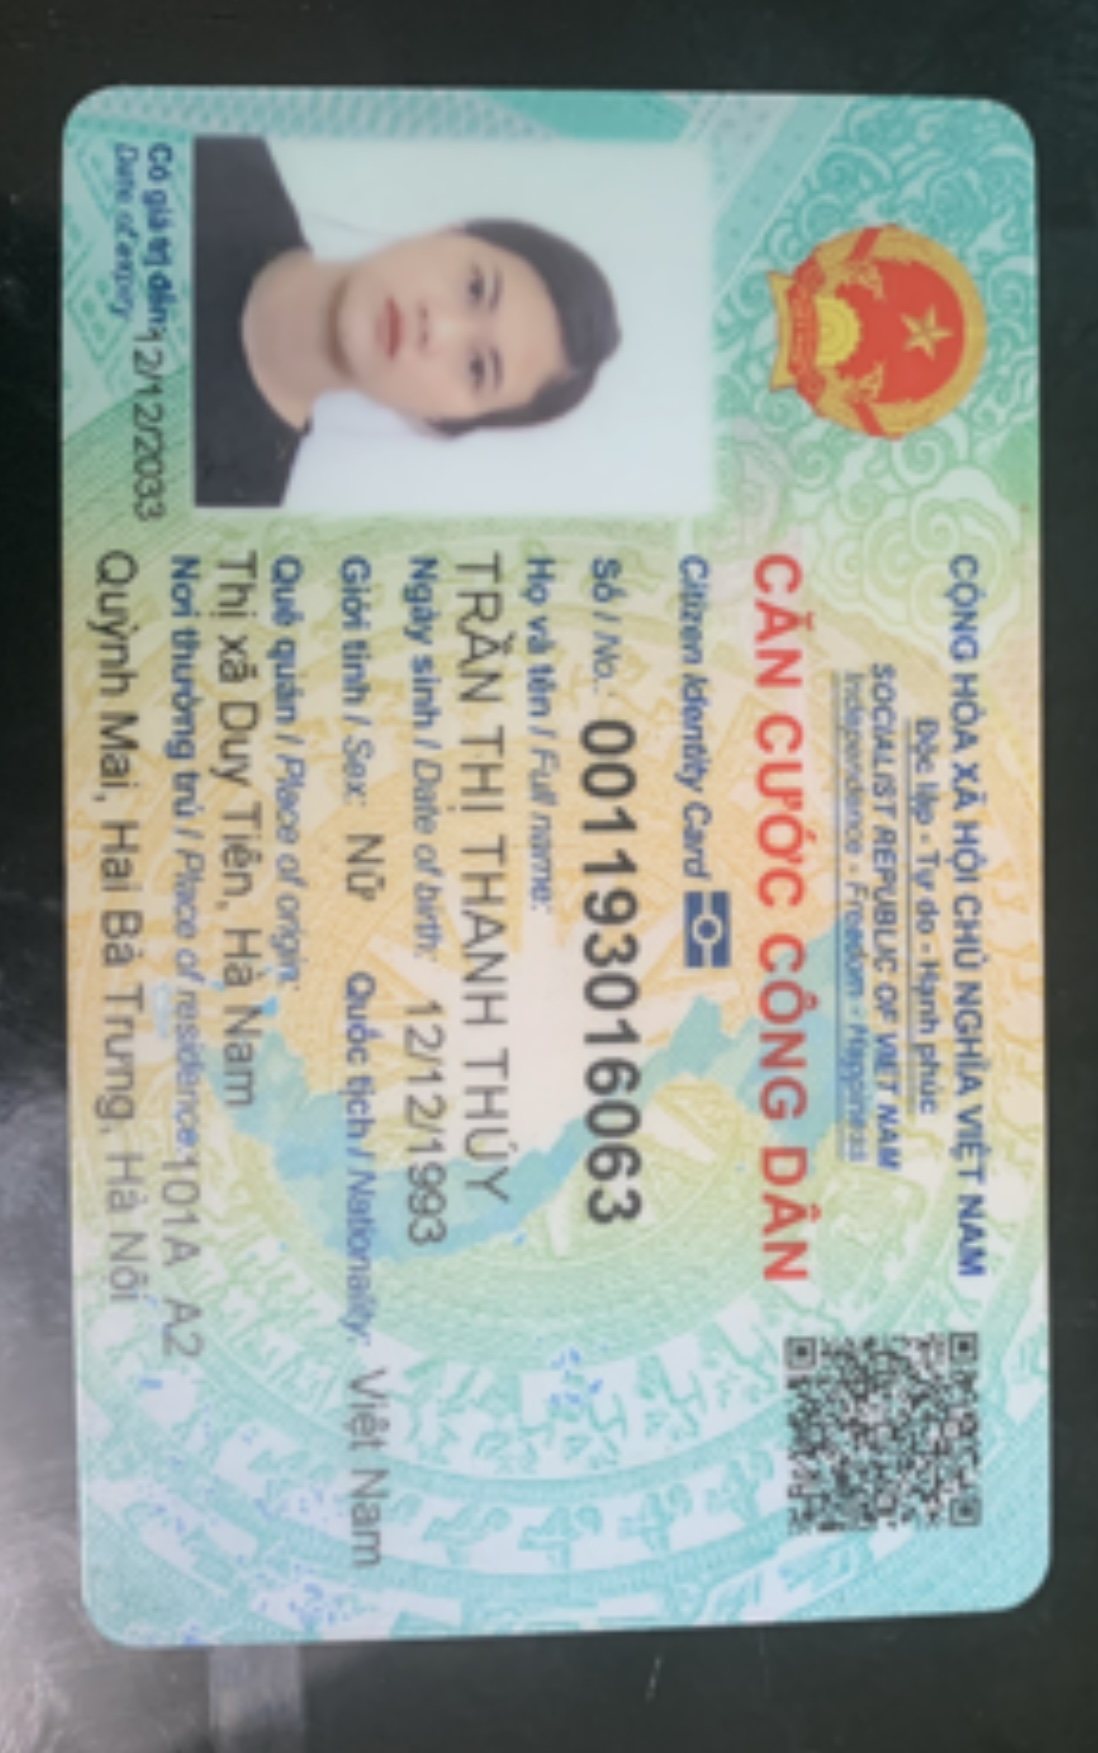 CỘNG HÒA XÃ HỘI CHỦ NGHĨA VIỆT NAM
Độc lập - Tự do - Hạnh phúc
SOCIALIST REPUBLIC OF VIET NAM
Independence - Freedom - Happiness
CĂN CƯỚC CÔNG DÂN
Citizen Identity Card
Số / No.: 001193016063
Họ và tên / Full name:
TRẦN THỊ THANH THÚY
Ngày sinh / Date of birth: 12/12/1993
Giới tính / Sex: Nữ Quốc tịch / Nationality: Việt Nam
Quê quán / Place of origin:
Thị xã Duy Tiên, Hà Nam
Nơi thường trú / Place of residence: 101A A2
Quỳnh Mai, Hai Bà Trưng, Hà Nội
Có giá trị đến: 12/12/2033
Date of expiry